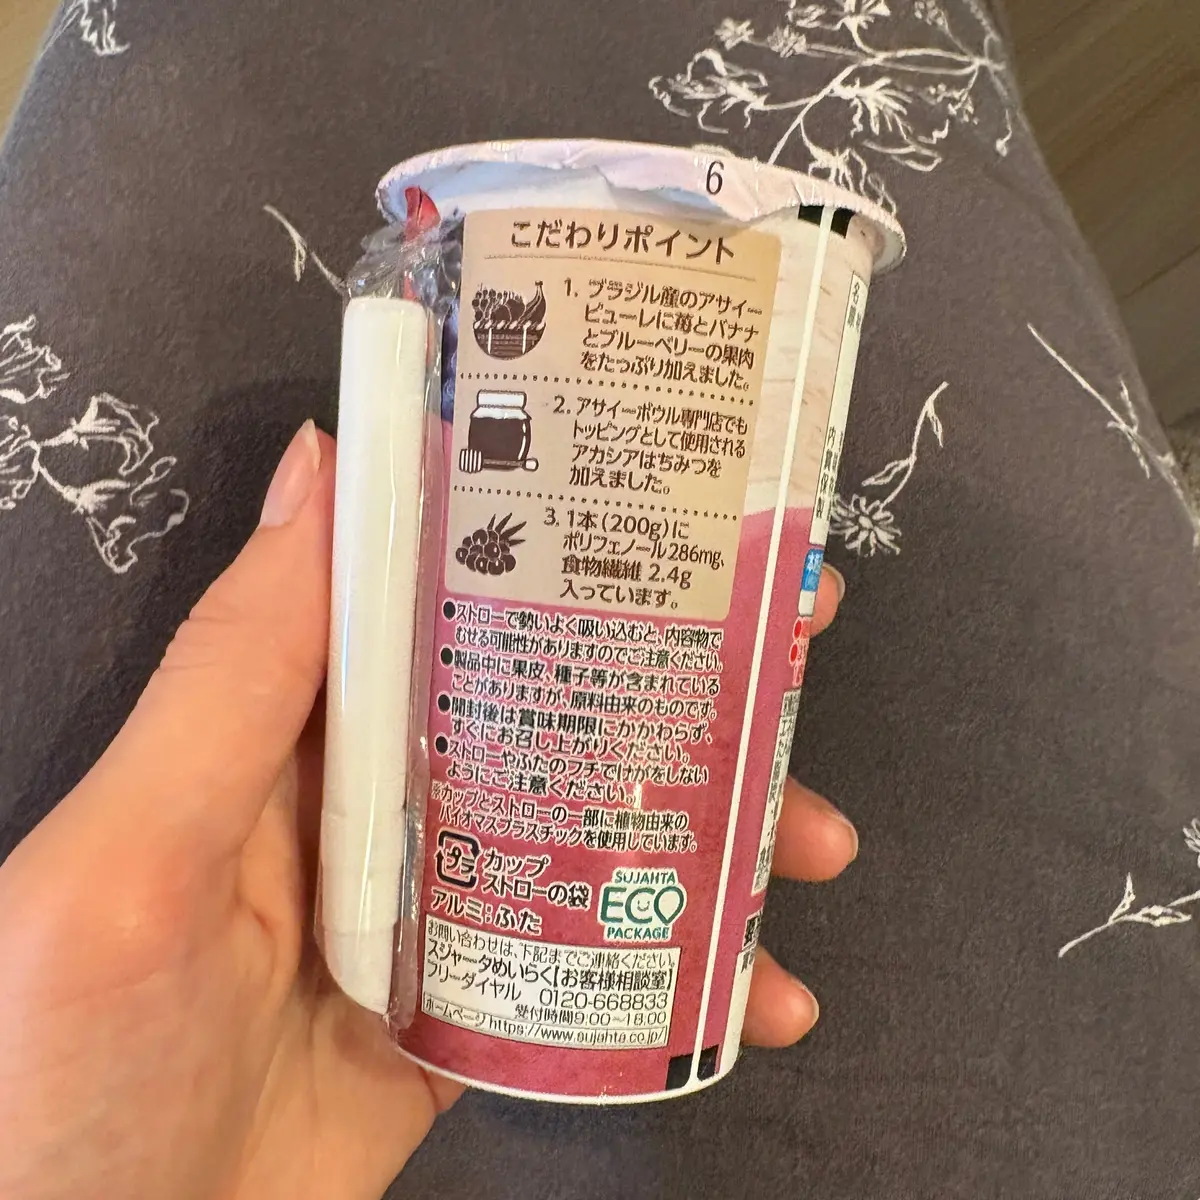 6
こだわりポイント
1. ブラジル産のアサイー
ピューレに苺とバナナ
とブルーベリーの果肉
をたっぷり加えました。
2. アサイーボウル専門店でも
トッピングとして使用される
アカシアはちみつを
加えました。
3. 1本(200g)に
ポリフェノール286mg、
食物繊維 2.4g
入っています。
●ストローで勢いよく吸い込むと、内容物で
むせる可能性がありますのでご注意ください。
●製品中に果皮、種子等が含まれている
ことがありますが、原料由来のものです。
●開封後は賞味期限にかかわらず、
すぐにお召し上がりください。
●ストローやふたのフチでけがをしない
ようにご注意ください。
※カップとストローの一部に植物由来の
バイオマスプラスチックを使用しています。
プラ カップ
ストローの袋
アルミ:ふた
SUJAHTA
ECO
PACKAGE
お問い合わせは、下記までご連絡ください。
スジャータめいらく【お客様相談室】
フリーダイヤル 0120-668833
受付時間9:00~18:00
ホームページ https://www.sujahta.co.jp/